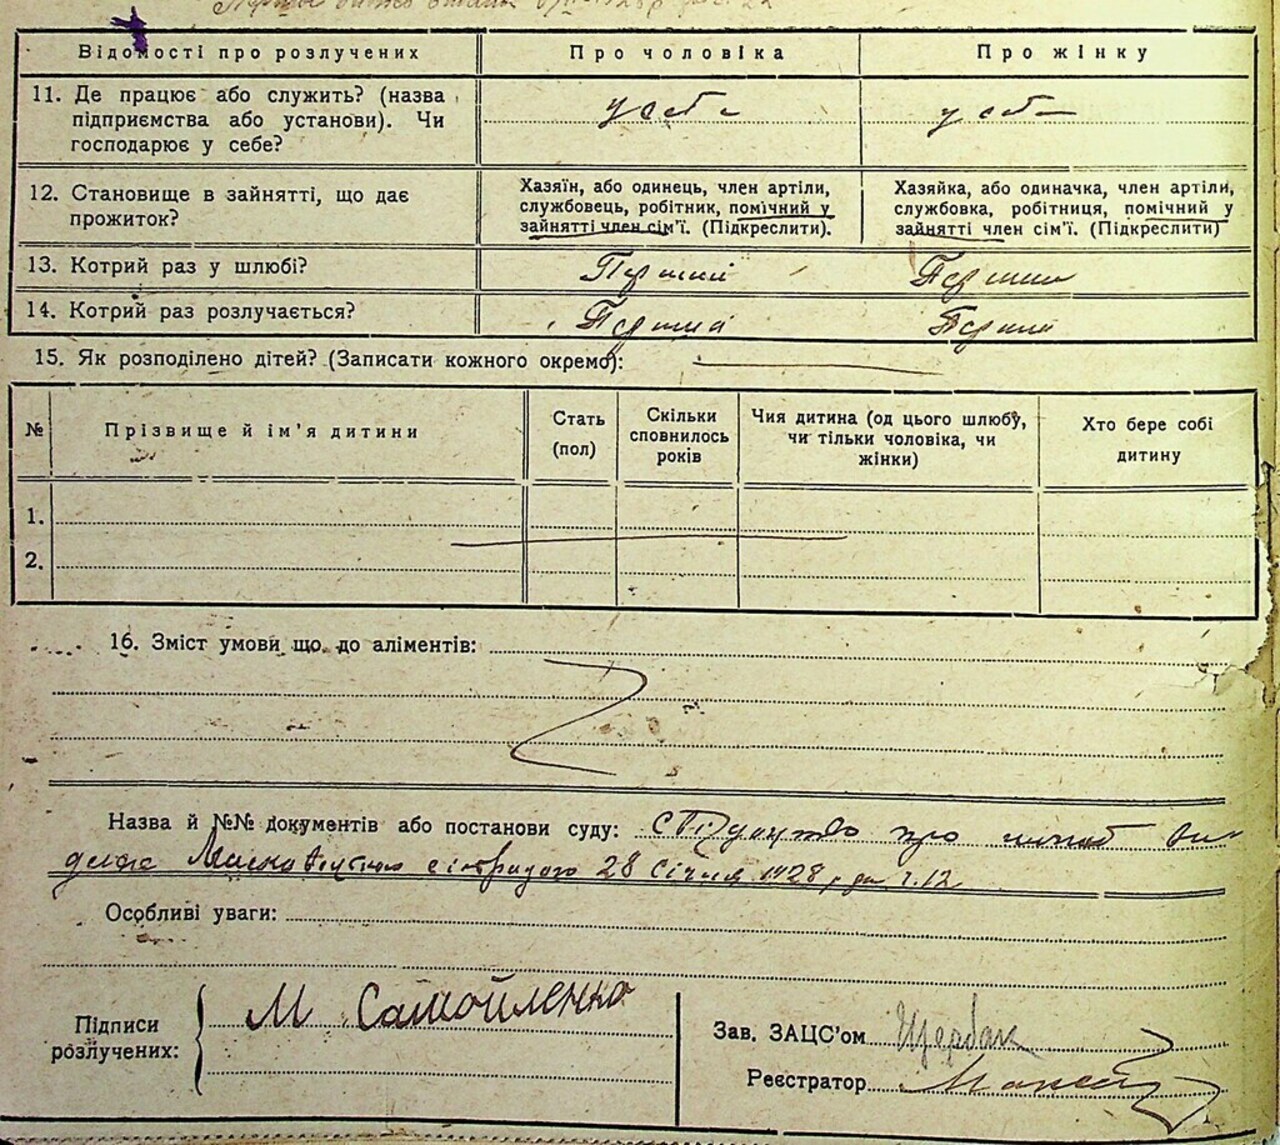 Відомості про розлучених Про чоловіка Про жінку
11. Де працює або служить? (назва підприємства або установи). Чи господарює у себе?
у себе
у себе
12. Становище в зайнятті, що дає прожиток?
Хазяїн, або одинець, член артіли, службовець, робітник, помічний у зайнятті член сім'ї. (Підкреслити).
Хазяйка, або одиначка, член артіли, службовка, робітниця, помічний у зайнятті член сім'ї. (Підкреслити)
13. Котрий раз у шлюбі? Перший Перший
14. Котрий раз розлучається? Перший Перший
15. Як розподілено дітей? (Записати кожного окремо):
№ Прізвище й ім'я дитини
Стать (пол)
Скільки сповнилось років
Чия дитина (од цього шлюбу, чи тільки чоловіка, чи жінки)
Хто бере собі дитину
1.
2.
16. Зміст умови що до аліментів:
Назва й №№ документів або постанови суду: про шлюб
28 Січня 1928 р
Особливі уваги:
Підписи розлучених: М Самойленко
Зав. ЗАЦС'ом Щербак
Реєстратор